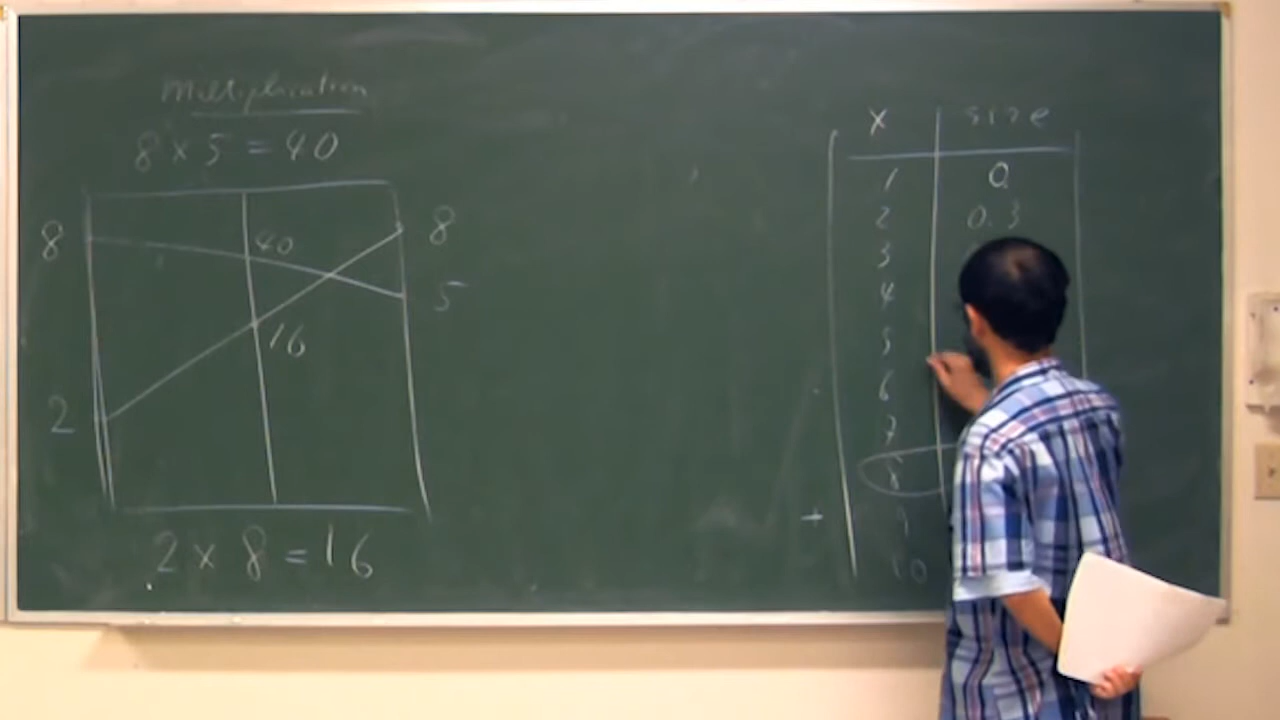 Multiplication
8 x 5 = 40
8 40 8
5
16
2
2 x 8 = 16
x size
1 0
2 0.3
3
4
5
6
7
8
+ 9
10